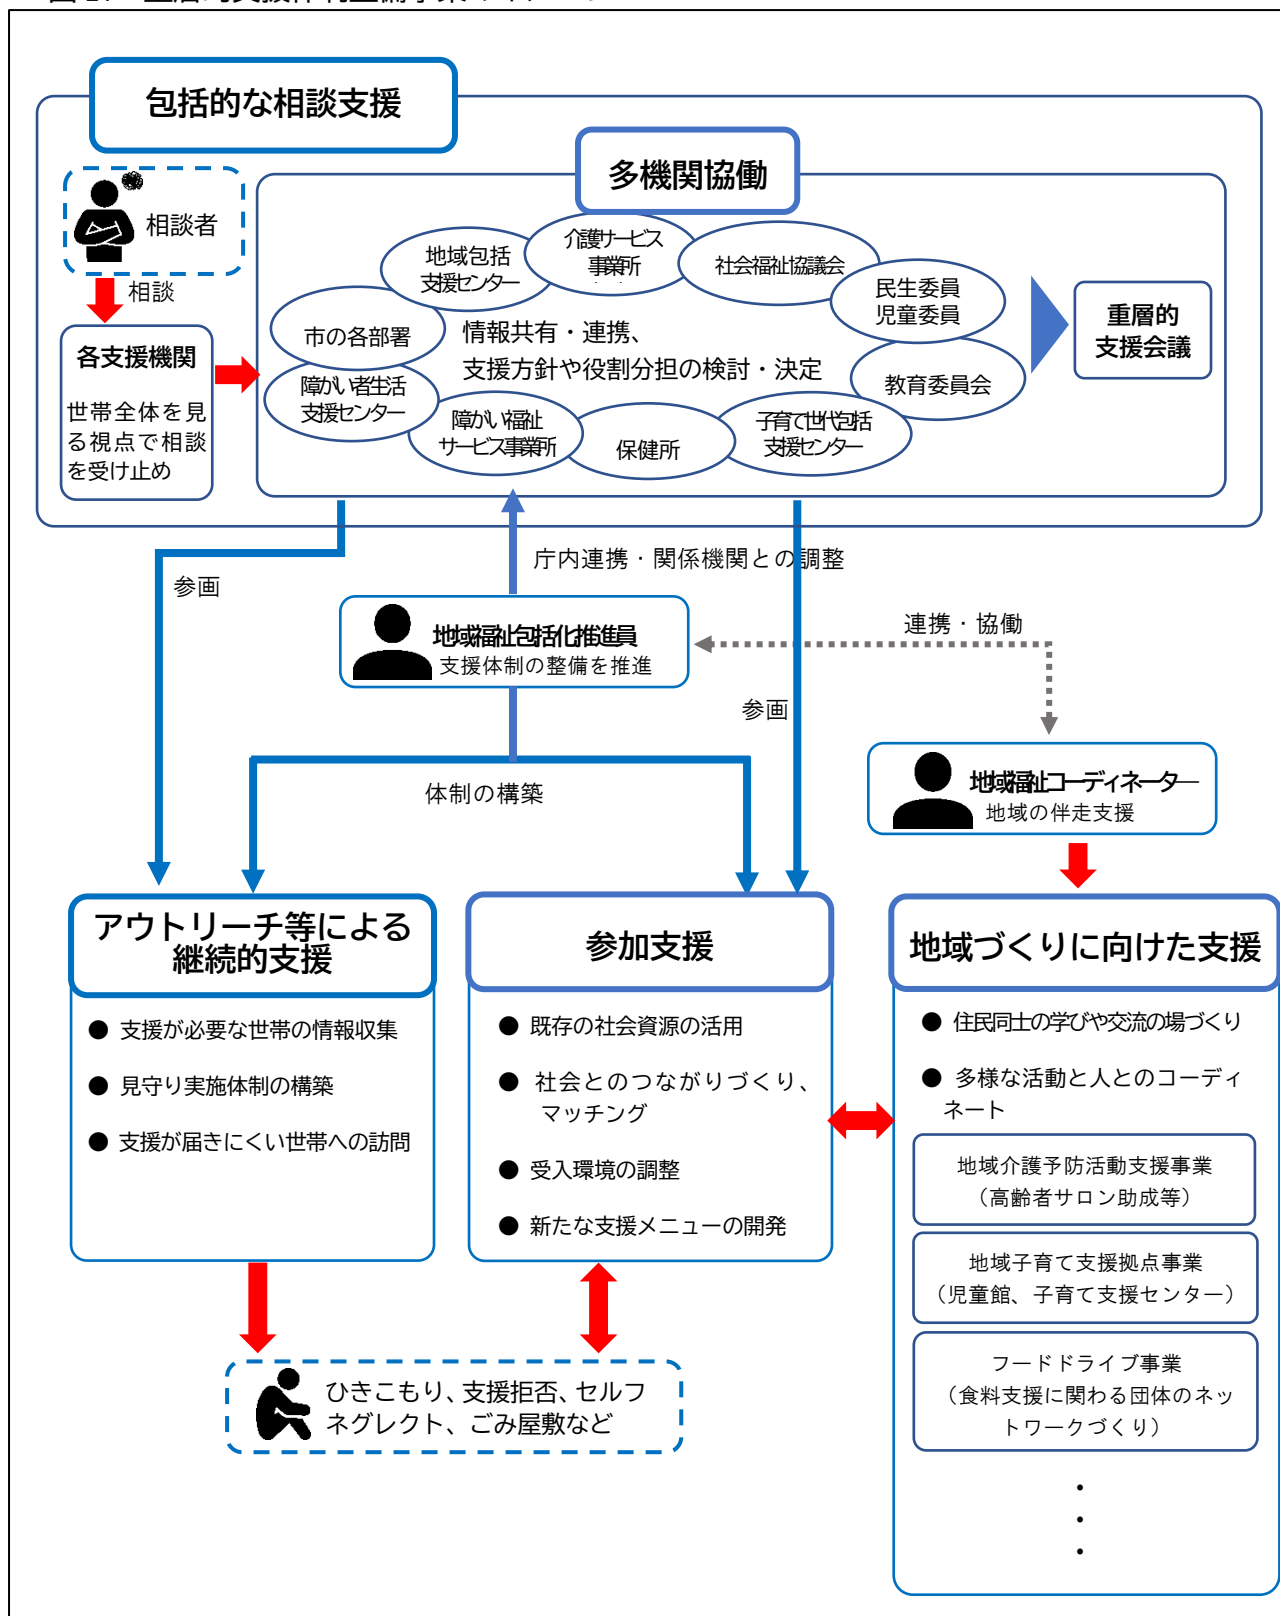 包括的な相談支援
多機関協働
相談者
相談
各支援機関
世帯全体を見
る視点で相談
を受け止め
地域包括
支援センター
介護サービス
事業所
社会福祉協議会
民生委員
児童委員
市の各部署
情報共有・連携、
支援方針や役割分担の検討・決定
教育委員会
障がい者生活
支援センター
障がい福祉
サービス事業所
保健所
子育て世代包括
支援センター
重層的
支援会議
参画
庁内連携・関係機関との調整
地域福祉包括化推進員
支援体制の整備を推進
連携・協働
参画
体制の構築
地域福祉コーディネーター
地域の伴走支援
アウトリーチ等による
継続的支援
● 支援が必要な世帯の情報収集
● 見守り実施体制の構築
● 支援が届きにくい世帯への訪問
参加支援
● 既存の社会資源の活用
● 社会とのつながりづくり、
マッチング
● 受入環境の調整
● 新たな支援メニューの開発
地域づくりに向けた支援
● 住民同士の学びや交流の場づくり
● 多様な活動と人とのコーディ
ネート
地域介護予防活動支援事業
（高齢者サロン助成等）
地域子育て支援拠点事業
（児童館、子育て支援センター）
フードドライブ事業
（食料支援に関わる団体のネッ
トワークづくり）
・
・
・
ひきこもり、支援拒否、セルフ
ネグレクト、ごみ屋敷など